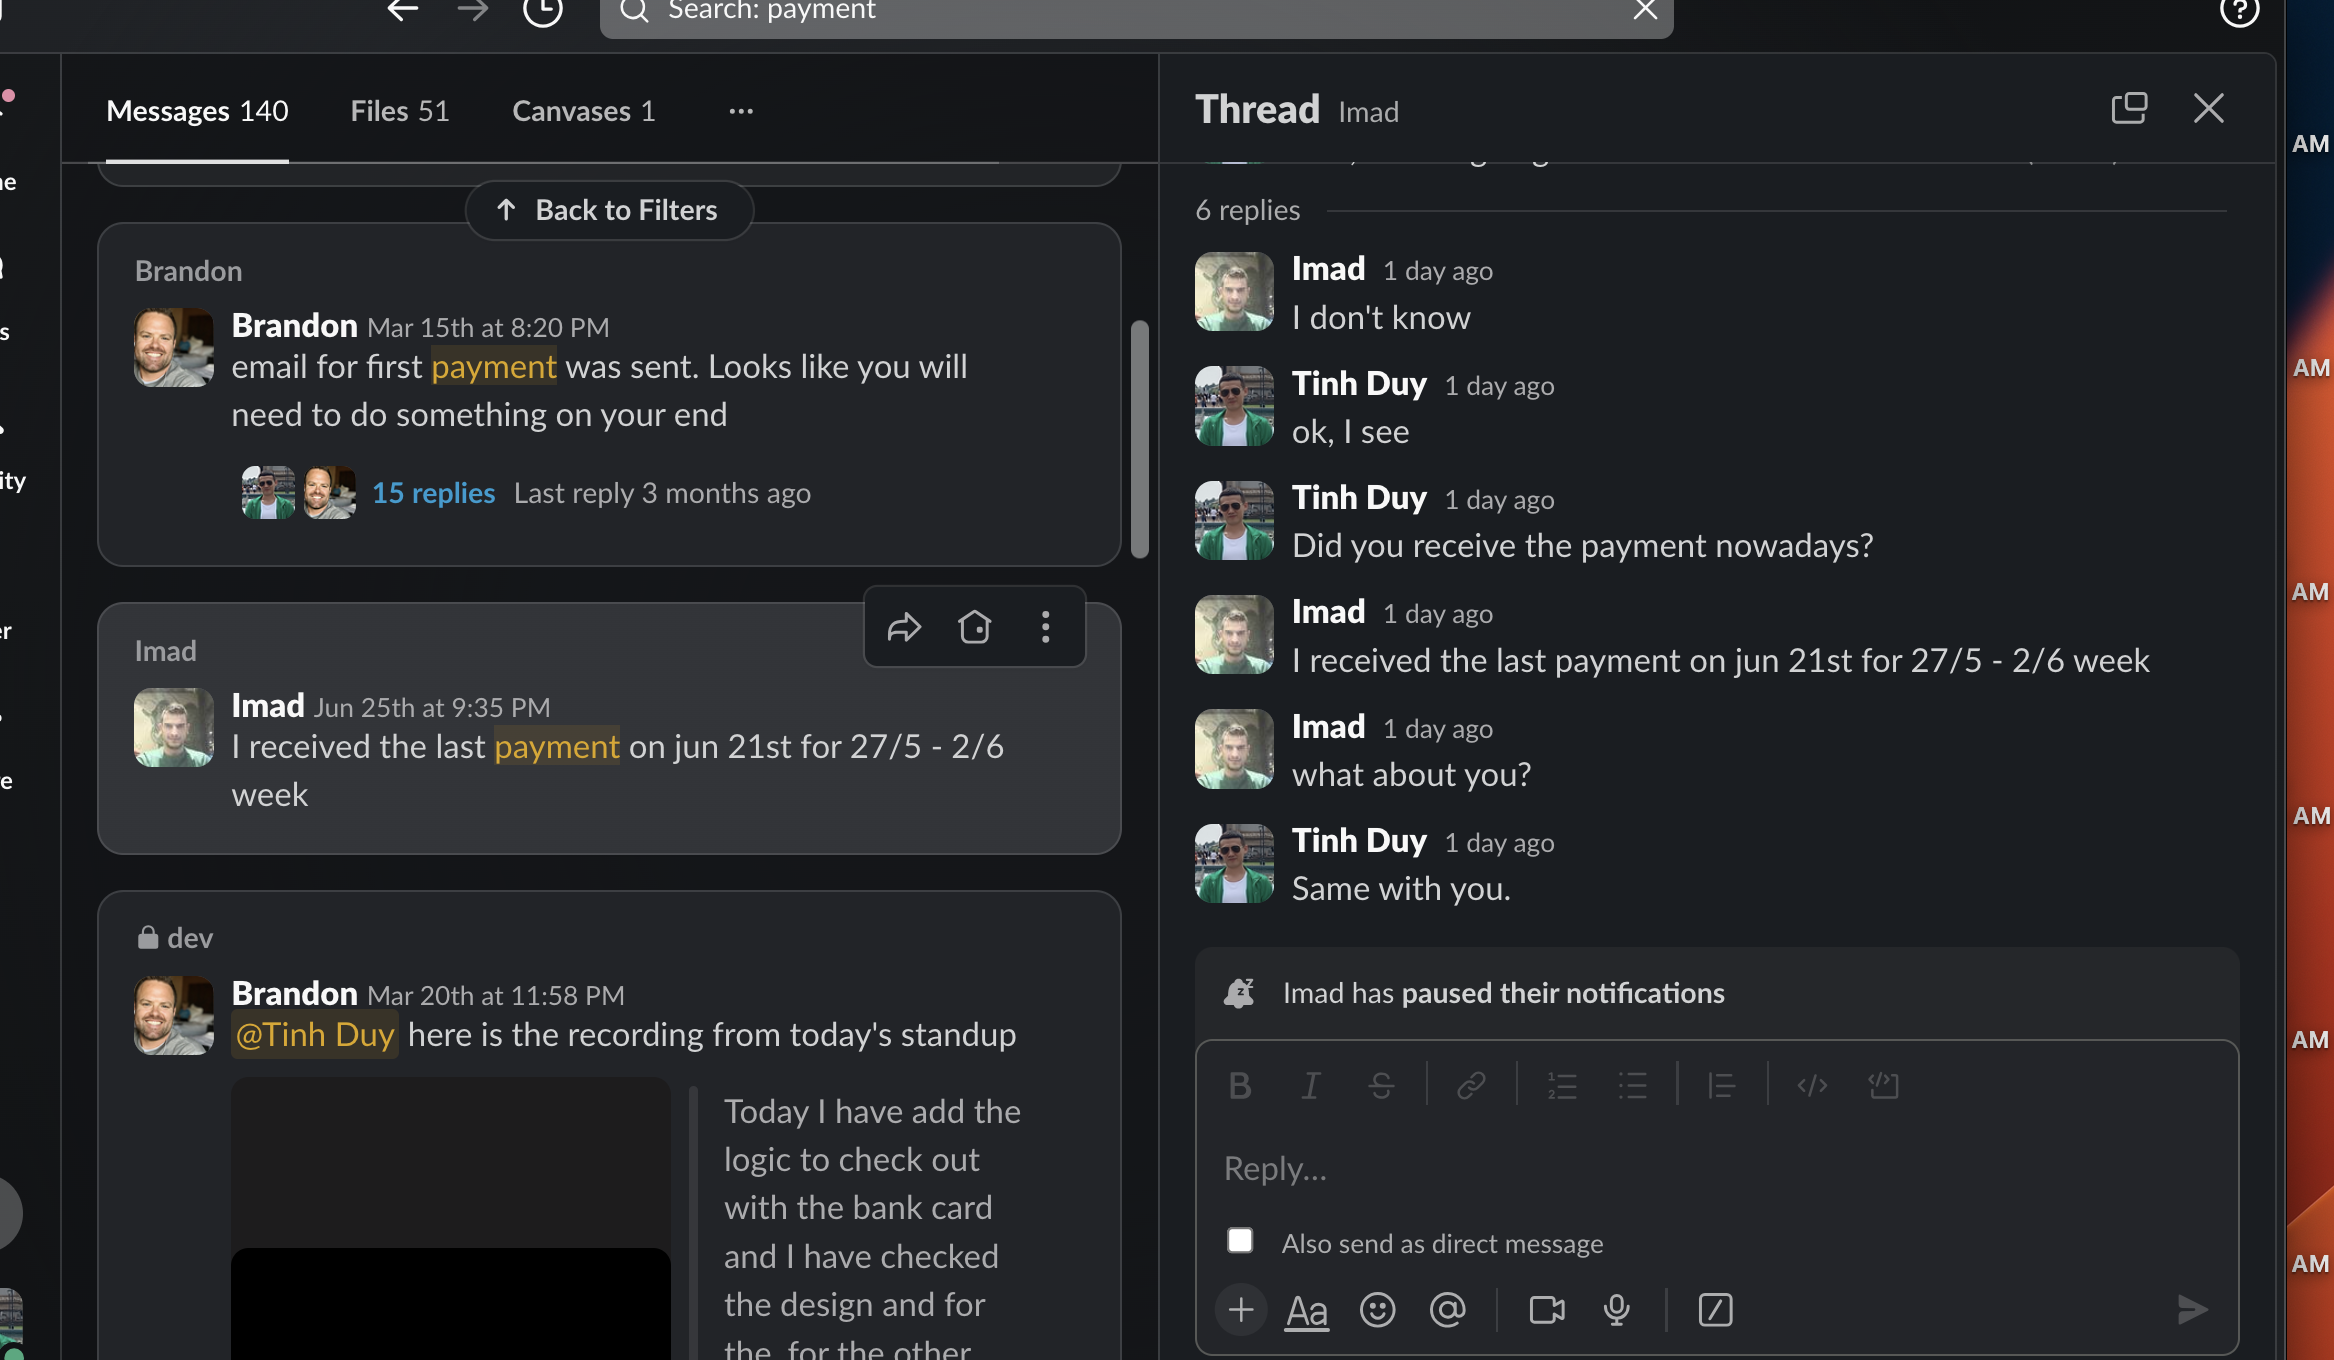 Search: payment
Messages 140
Files 51
Canvases 1
Back to Filters
Brandon
Brandon Mar 15th at 8:20 PM
email for first payment was sent. Looks like you will
need to do something on your end
15 replies Last reply 3 months ago
Imad
Imad Jun 25th at 9:35 PM
I received the last payment on jun 21st for 27/5 - 2/6
week
dev
Brandon Mar 20th at 11:58 PM
@Tinh Duy here is the recording from today's standup
Today I have add the
logic to check out
with the bank card
and I have checked
the design and for
the, for the other
Thread Imad
6 replies
Imad 1 day ago
I don't know
Tinh Duy 1 day ago
ok, I see
Tinh Duy 1 day ago
Did you receive the payment nowadays?
Imad 1 day ago
I received the last payment on jun 21st for 27/5 - 2/6 week
Imad 1 day ago
what about you?
Tinh Duy 1 day ago
Same with you.
Imad has paused their notifications
Reply...
Also send as direct message
Aa
AM
AM
AM
AM
AM
AM